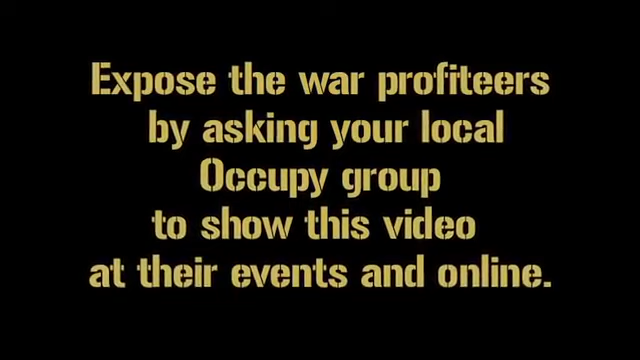 Expose the war profiteers
by asking your local
Occupy group
to show this video
at their events and online.